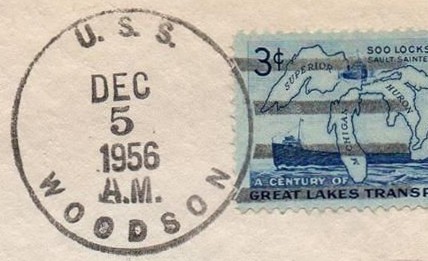 U.S.S.
DEC
5
1956
A.M.
WOODSON
3¢
SOO LOCKS
SAULT-SAINTE
SUPERIOR
HURON
MICHIGAN
A CENTURY OF
GREAT LAKES TRANSP